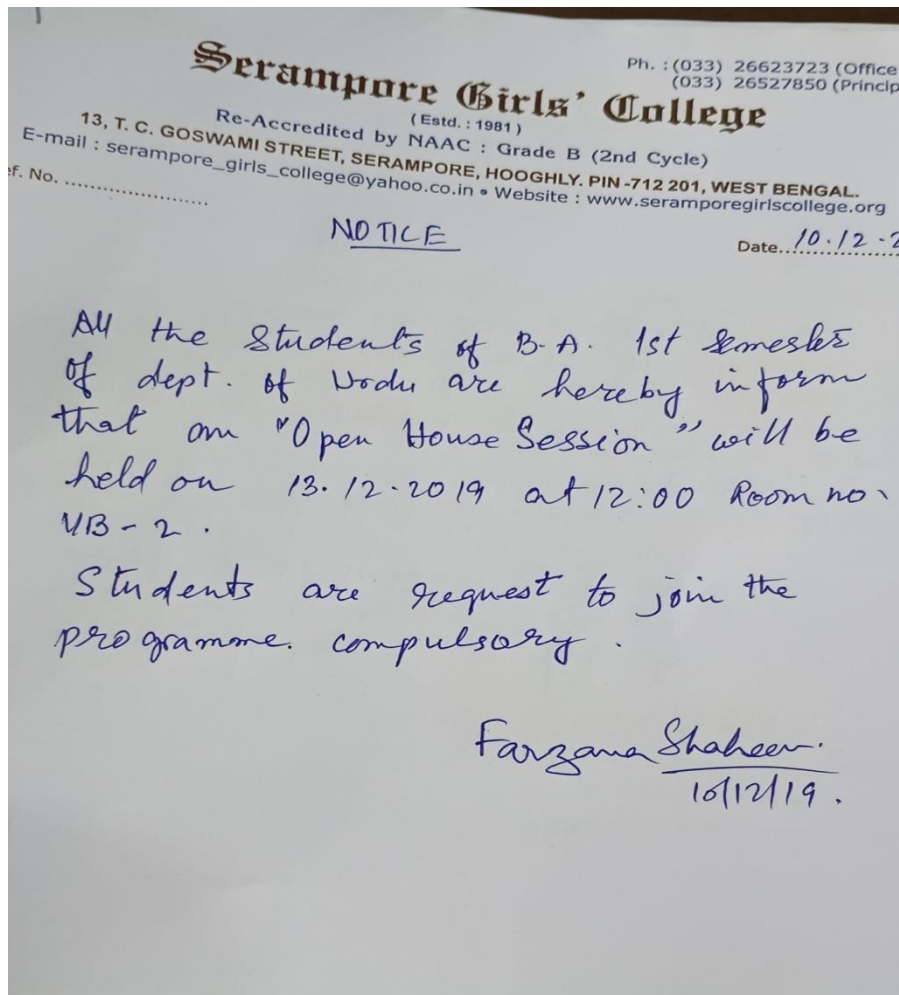 Serampore Girls' College
Ph. : (033) 26623723 (Office
(033) 26527850 (Princip
(Estd. : 1981)
Re-Accredited by NAAC : Grade B (2nd Cycle)
13, T. C. GOSWAMI STREET, SERAMPORE, HOOGHLY. PIN -712 201, WEST BENGAL.
E-mail : serampore_girls_college@yahoo.co.in • Website : www.seramporegirlscollege.org
ef. No. ........................
NOTICE
Date. 10.12.2
All the Students of B.A. 1st Semester
of dept. of Urdu are hereby inform
that an "Open House Session" will be
held on 13.12.2019 at 12:00 Room no.
UB-2.
Students are request to join the
programme. compulsory.
Farzana Shaheen.
10/12/19.